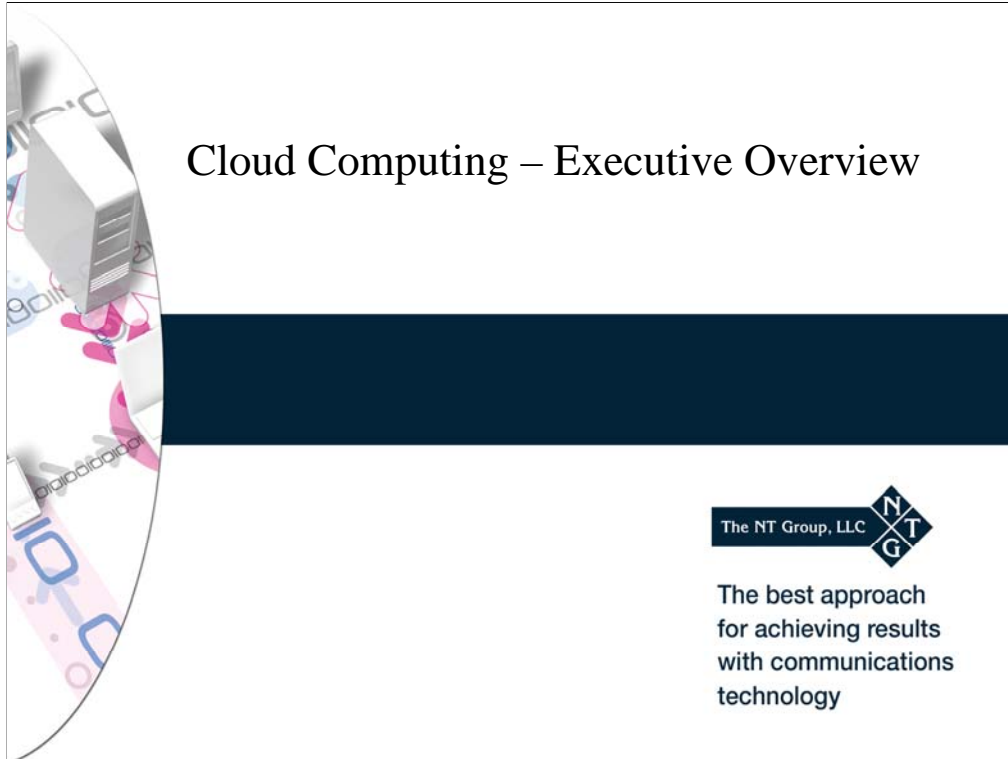 Cloud Computing – Executive Overview
The NT Group, LLC
N
T
G
The best approach
for achieving results
with communications
technology